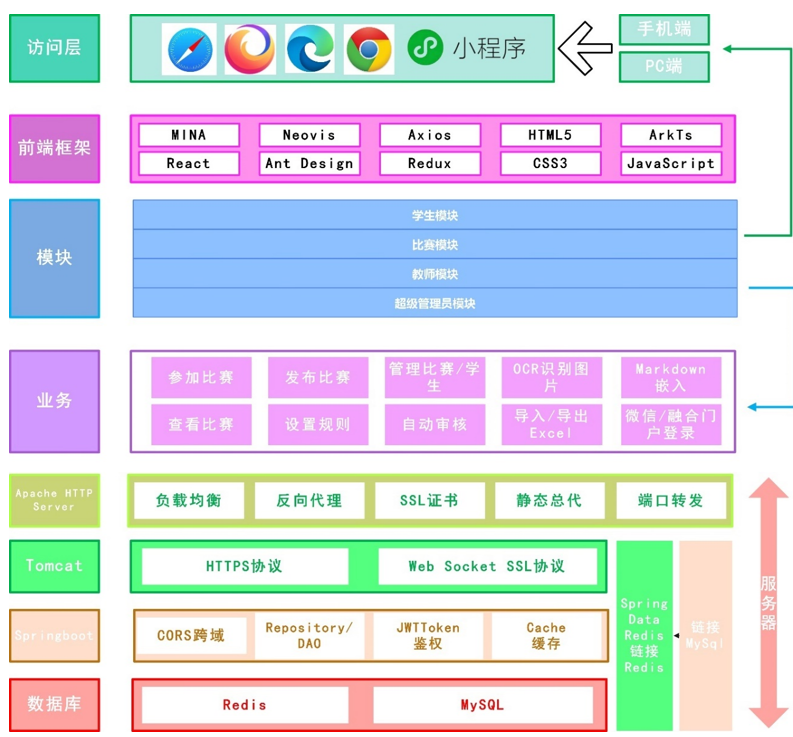 访问层
小程序
手机端
PC端
前端框架
MINA
Neovis
Axios
HTML5
ArkTs
React
Ant Design
Redux
CSS3
JavaScript
模块
学生模块
比赛模块
教师模块
超级管理员模块
业务
参加比赛
发布比赛
管理比赛/学
生
OCR识别图
片
Markdown
嵌入
查看比赛
设置规则
自动审核
导入/导出
Excel
微信/融合门
户登录
Apache HTTP
Server
负载均衡
反向代理
SSL证书
静态总代
端口转发
Tomcat
HTTPS协议
Web Socket SSL协议
Springboot
CORS跨域
Repository/
DAO
JWTToken
鉴权
Cache
缓存
数据库
Redis
MySQL
Spring
Data
Redis
链接
Redis
链接
MySql
服务器